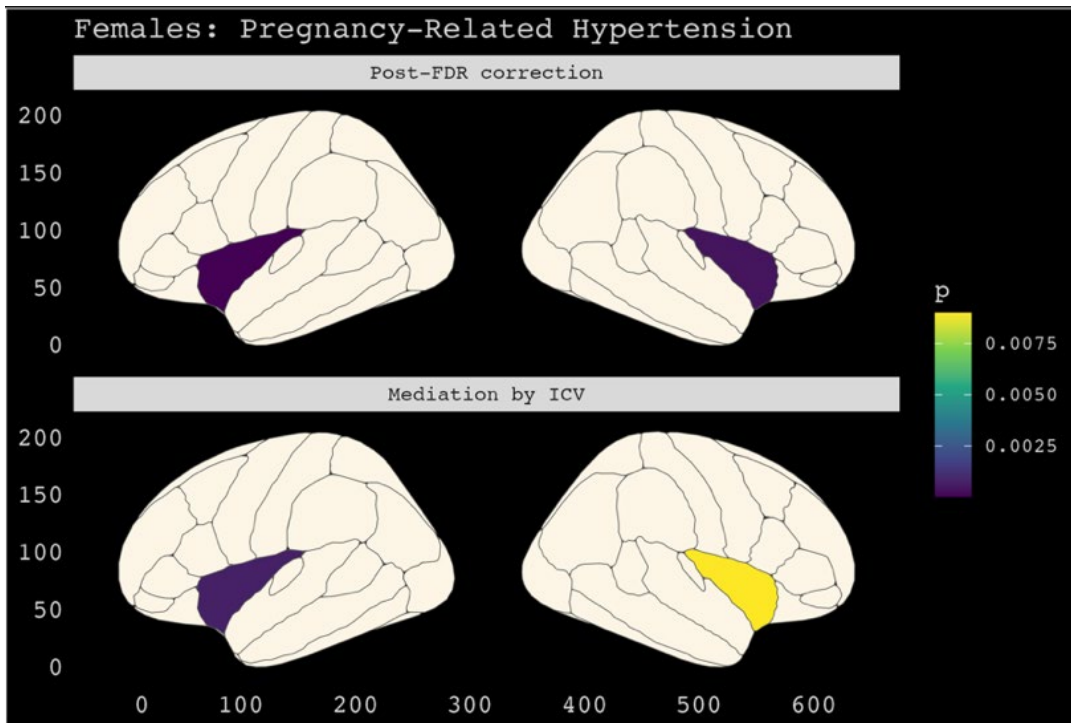 Females: Pregnancy-Related Hypertension
Post-FDR correction
200
150
100
50
0
p
0.0075
0.0050
0.0025
Mediation by ICV
200
150
100
50
0
0 100 200 300 400 500 600